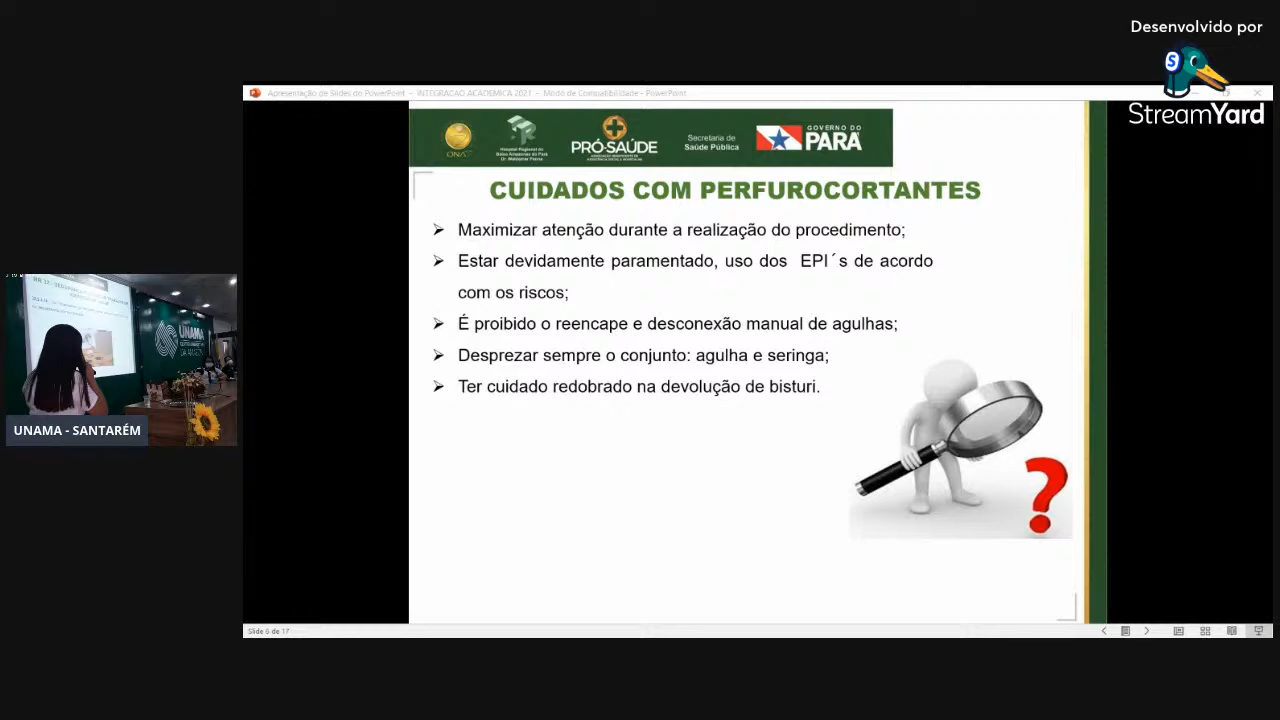 Desenvolvido por
StreamYard
Apresentação de Slides do PowerPoint - INTEGRACAO ACADEMICA 2021 - Modo de Compatibilidade - PowerPoint
ONA
Hospital Regional do
Baixo Amazonas do Pará
Dr. Waldemar Penna
PRÓ-SAÚDE
Secretaria de
Saúde Pública
GOVERNO DO
PARÁ
CUIDADOS COM PERFUROCORTANTES
➢ Maximizar atenção durante a realização do procedimento;
➢ Estar devidamente paramentado, uso dos EPI´s de acordo
com os riscos;
➢ É proibido o reencape e desconexão manual de agulhas;
➢ Desprezar sempre o conjunto: agulha e seringa;
➢ Ter cuidado redobrado na devolução de bisturi.
?
UNAMA
UNAMA - SANTARÉM
Slide 6 de 17